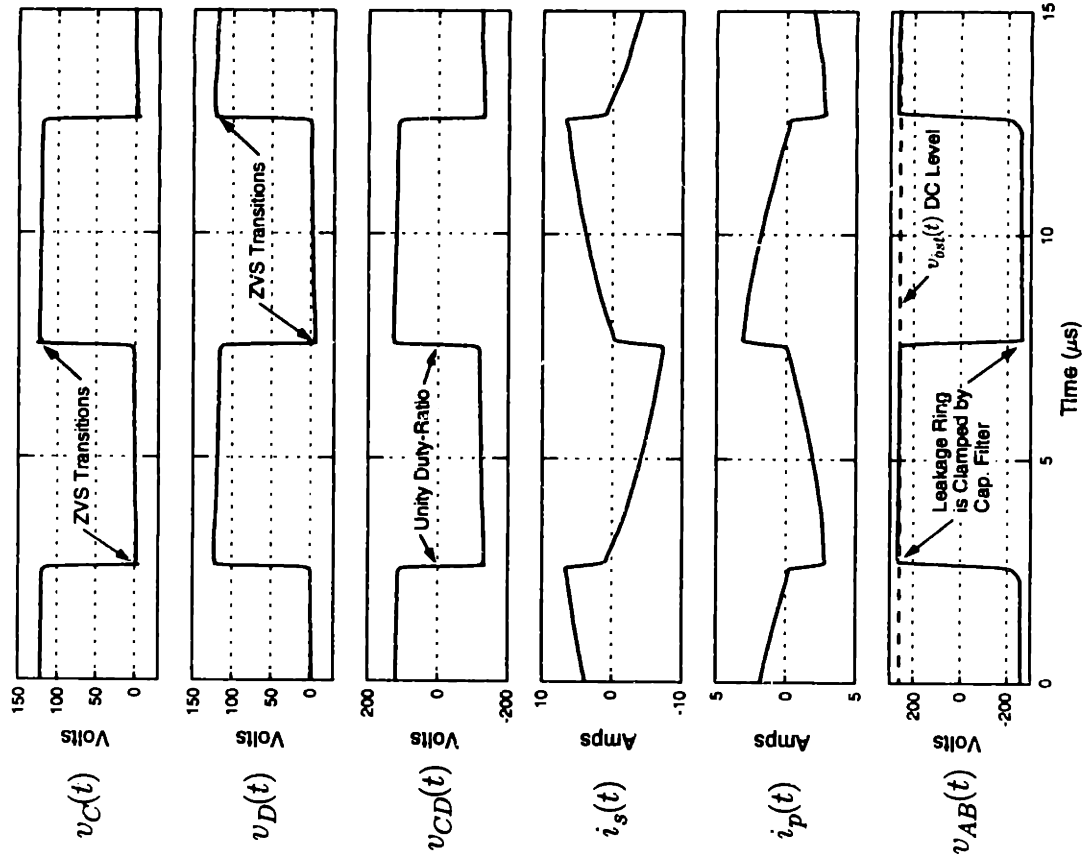 v_C(t)
Volts
150
100
50
0
ZVS Transitions
v_D(t)
Volts
150
100
50
0
ZVS Transitions
v_CD(t)
Volts
200
0
-200
Unity Duty-Ratio
i_s(t)
Amps
10
0
-10
i_p(t)
Amps
5
0
5
v_AB(t)
Volts
200
0
-200
Leakage Ring
is Clamped by
Cap. Filter
v_bst(t) DC Level
0
5
10
15
Time (μs)